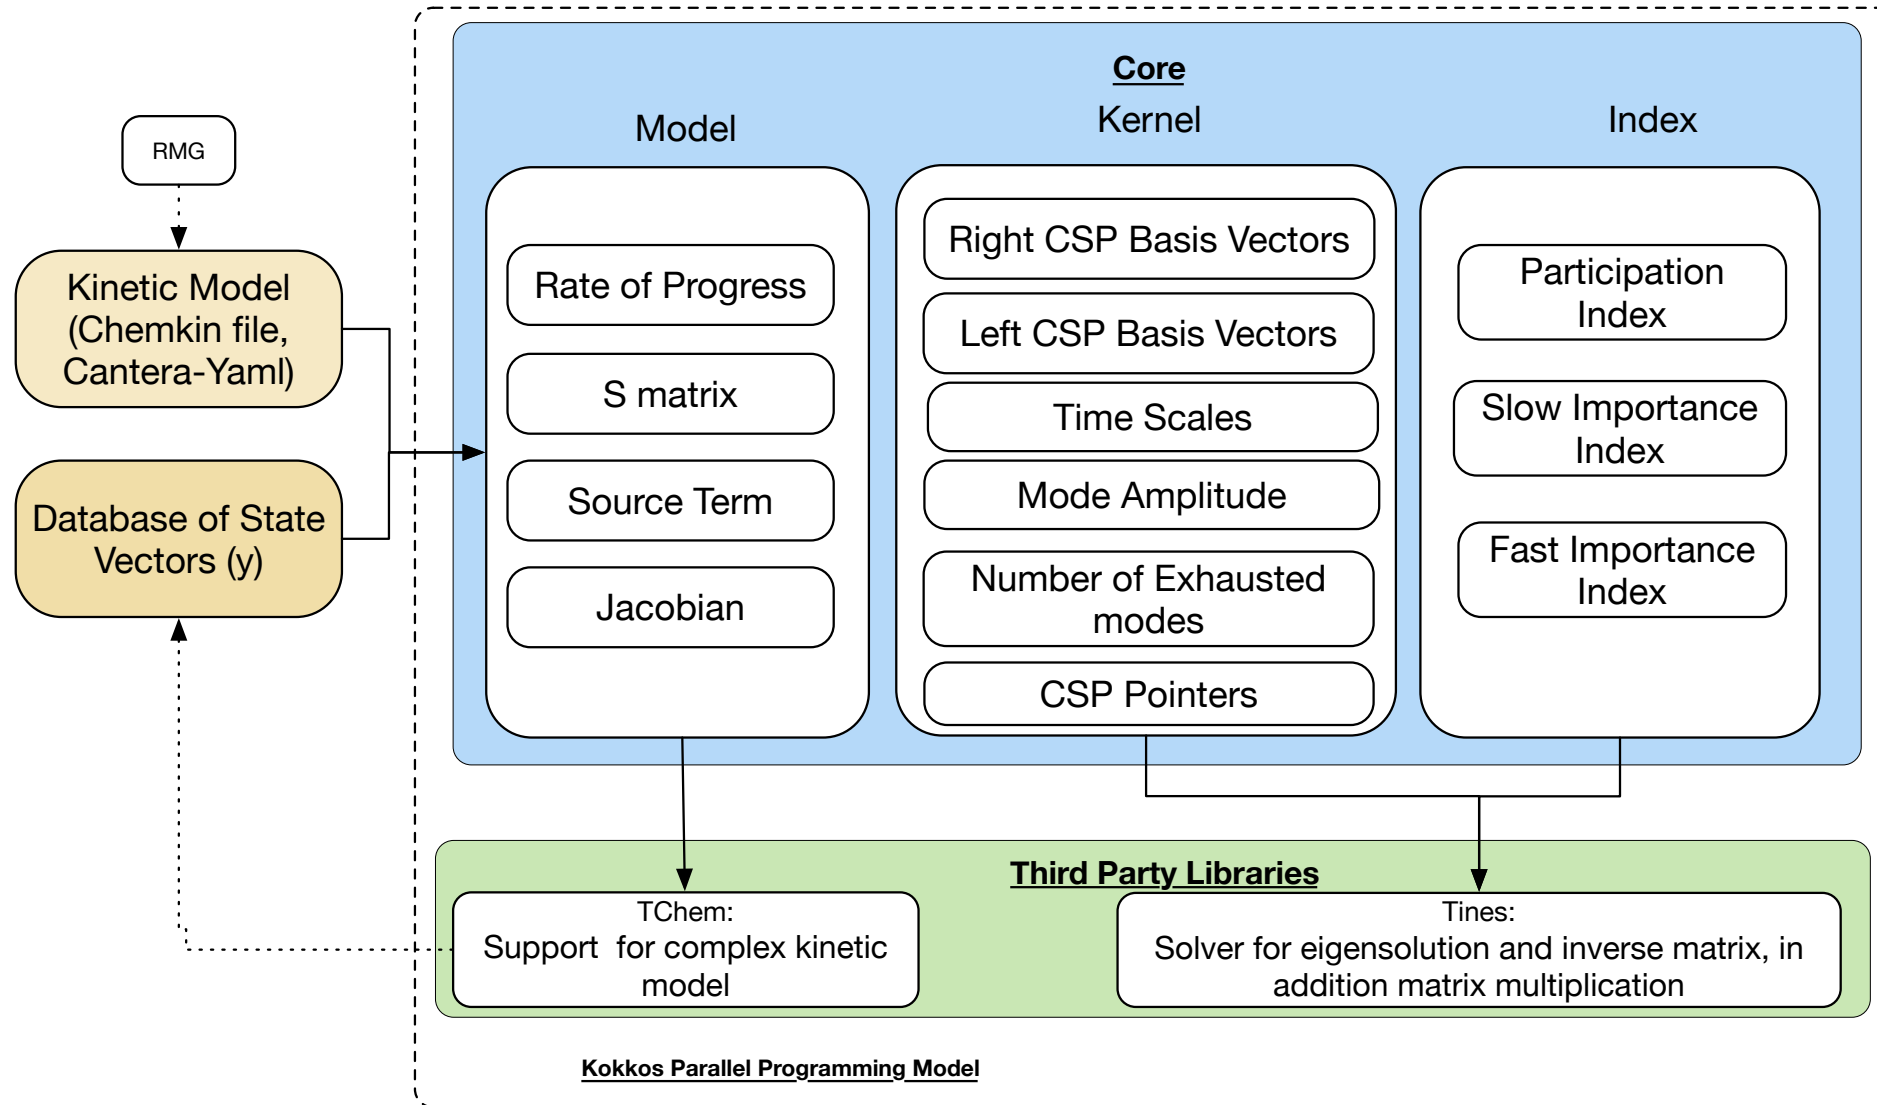 RMG
Kinetic Model
(Chemkin file,
Cantera-Yaml)
Database of State
Vectors (y)
Core
Model
Rate of Progress
S matrix
Source Term
Jacobian
Kernel
Right CSP Basis Vectors
Left CSP Basis Vectors
Time Scales
Mode Amplitude
Number of Exhausted
modes
CSP Pointers
Index
Participation
Index
Slow Importance
Index
Fast Importance
Index
Third Party Libraries
TChem:
Support  for complex kinetic
model
Tines:
Solver for eigensolution and inverse matrix, in
addition matrix multiplication
Kokkos Parallel Programming Model